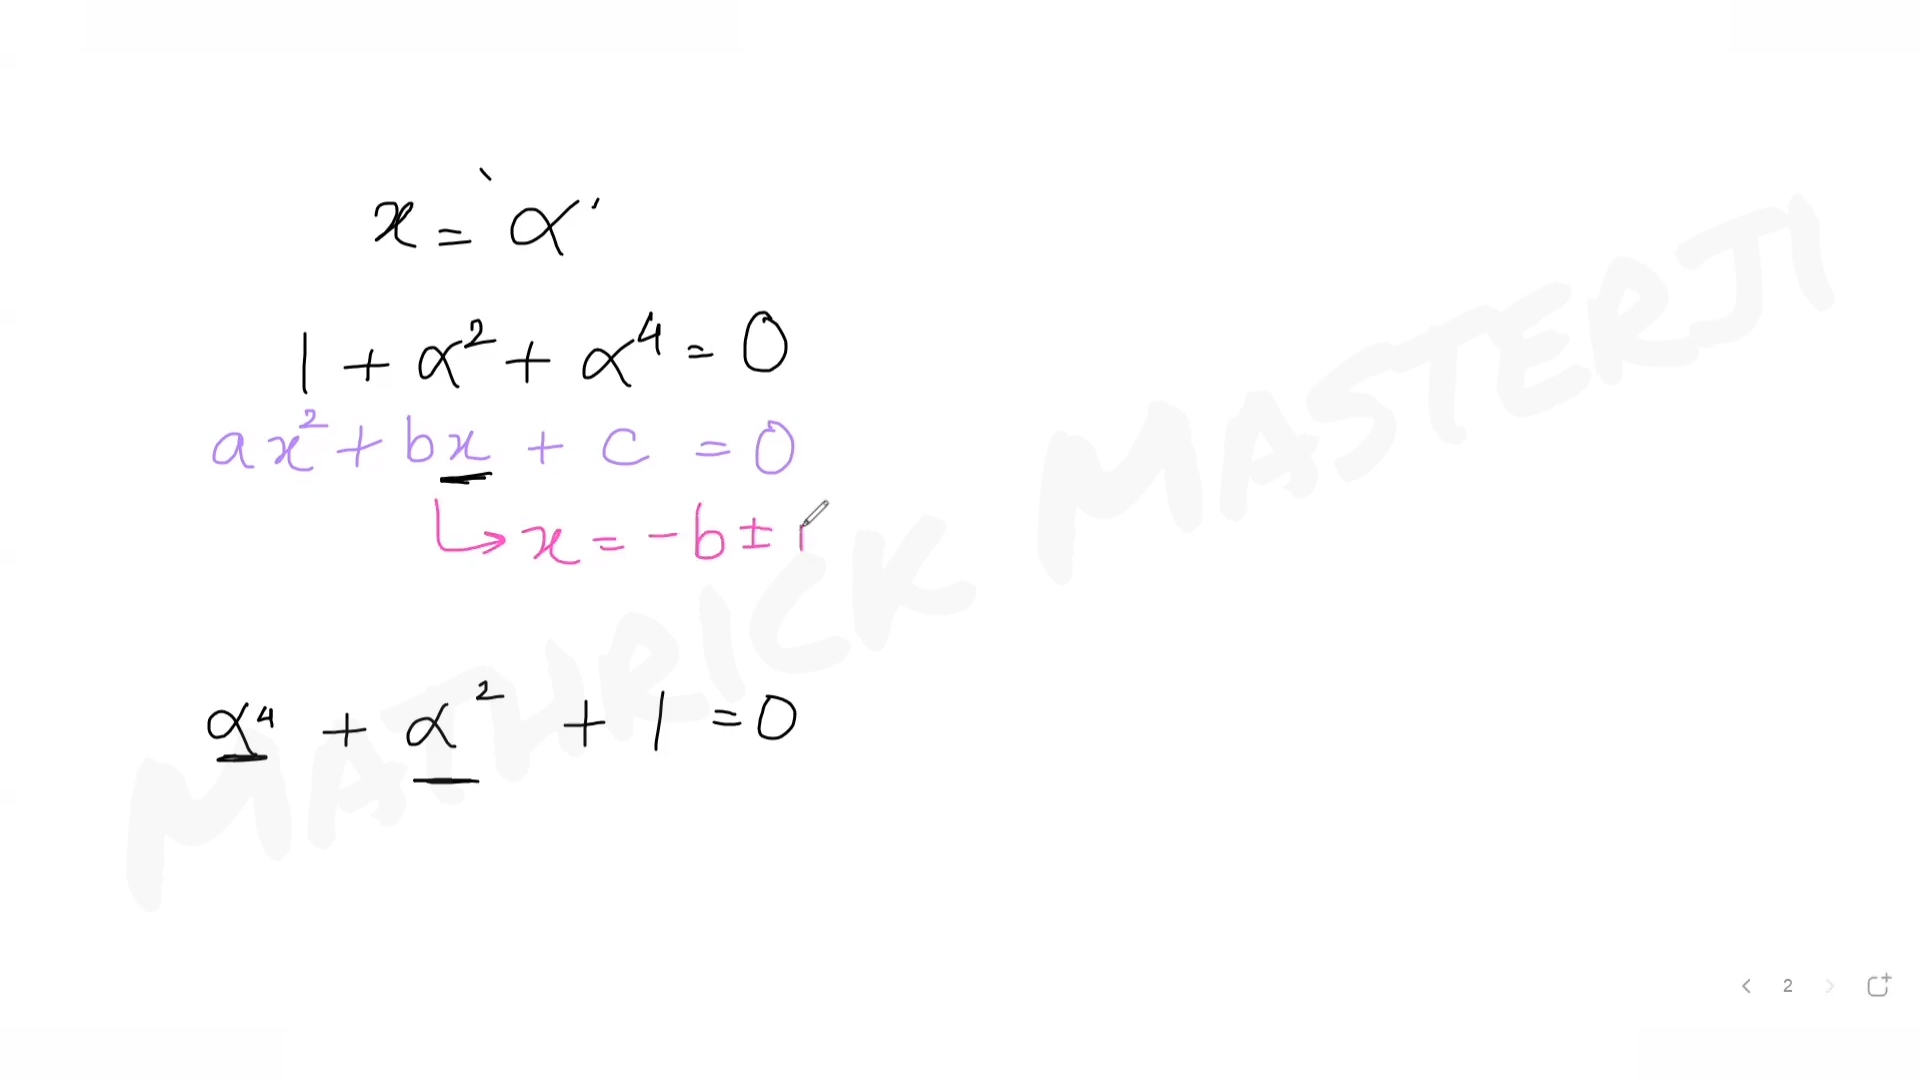 x = 'α'
1 + α² + α⁴ = 0
ax² + bx + c = 0
↳ x = -b ±
α⁴ + α² + 1 = 0
MATHRICK MASTERJI
< 2 >